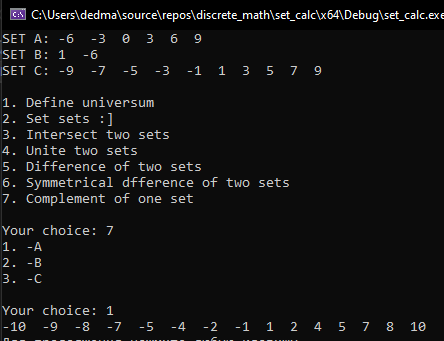 C:\Users\dedma\source\repos\discrete_math\set_calc\x64\Debug\set_calc.exe
SET A: -6 -3 0 3 6 9
SET B: 1 -6
SET C: -9 -7 -5 -3 -1 1 3 5 7 9
1. Define universum
2. Set sets :]
3. Intersect two sets
4. Unite two sets
5. Difference of two sets
6. Symmetrical dfference of two sets
7. Complement of one set
Your choice: 7
1. -A
2. -B
3. -C
Your choice: 1
-10 -9 -8 -7 -5 -4 -2 -1 1 2 4 5 7 8 10